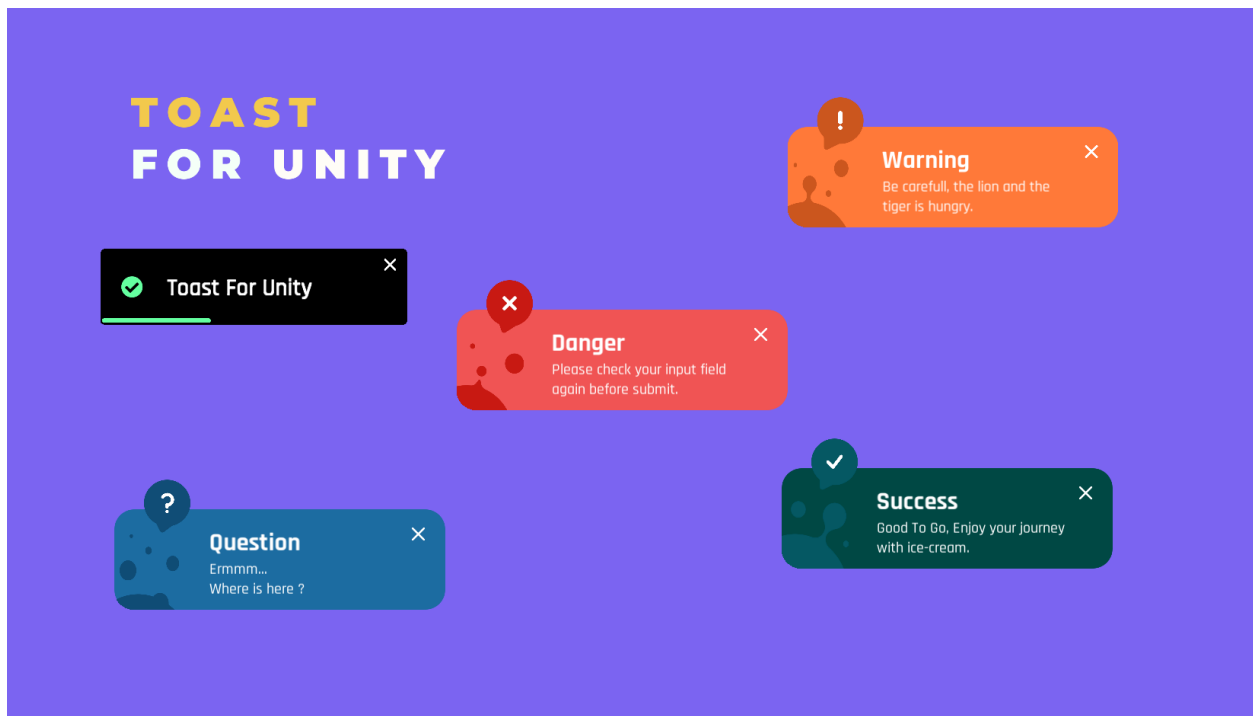 TOAST
FOR UNITY
!
Warning
Be carefull, the lion and the
tiger is hungry.
Toast For Unity
Danger
Please check your input field
again before submit.
Success
Good To Go, Enjoy your journey
with ice-cream.
?
Question
Ermmm...
Where is here ?